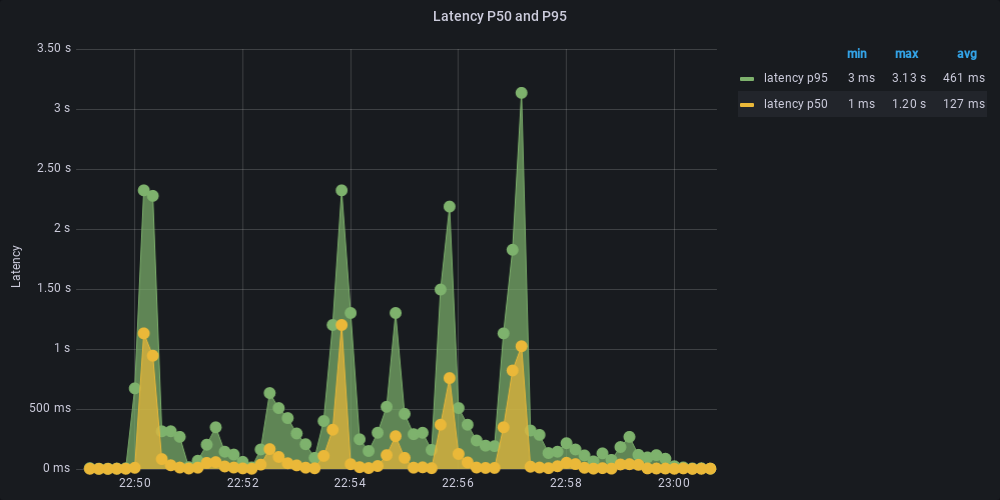 Latency P50 and P95
3.50 s
3 s
2.50 s
2 s
1.50 s
1 s
500 ms
0 ms
Latency
22:50 22:52 22:54 22:56 22:58 23:00
min max avg
latency p95 3 ms 3.13 s 461 ms
latency p50 1 ms 1.20 s 127 ms